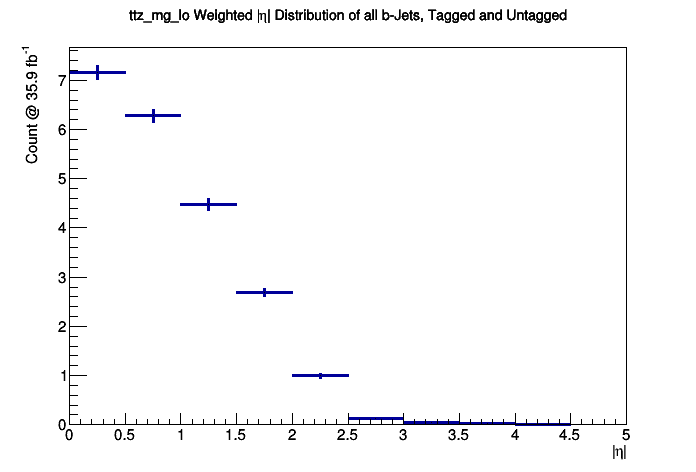 ttz_mg_lo Weighted |η| Distribution of all b-Jets, Tagged and Untagged
Count @ 35.9 fb⁻¹
7
6
5
4
3
2
1
0
0 0.5 1 1.5 2 2.5 3 3.5 4 4.5 5
|η|